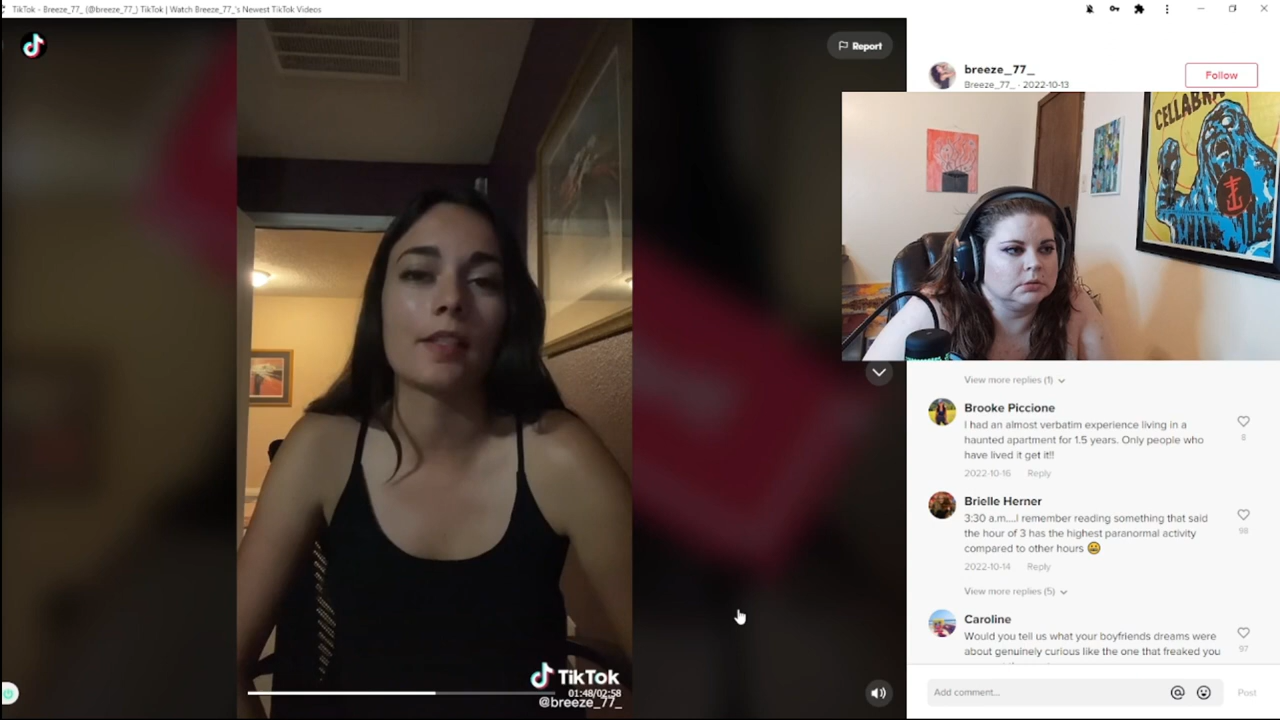 TikTok - Breeze_77_ (@breeze_77_) TikTok | Watch Breeze_77_'s Newest TikTok Videos
Report
breeze_77_
Breeze_77_ · 2022-10-13
Follow
CELLABRA
View more replies (1)
Brooke Piccione
I had an almost verbatim experience living in a
haunted apartment for 1.5 years. Only people who
have lived it get it!!
8
2022-10-16 Reply
Brielle Herner
3:30 a.m....I remember reading something that said
the hour of 3 has the highest paranormal activity
compared to other hours 😩
98
2022-10-14 Reply
View more replies (5)
Caroline
Would you tell us what your boyfriends dreams were
about genuinely curious like the one that freaked you
97
TikTok
01:48/02:58
@breeze_77_
Add comment...
@
Post